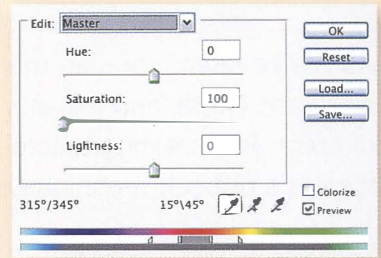 Edit: Master
OK
Hue: 0
Reset
Load...
Saturation: 100
Save...
Lightness: 0
Colorize
315°/345° 15°\45°
Preview